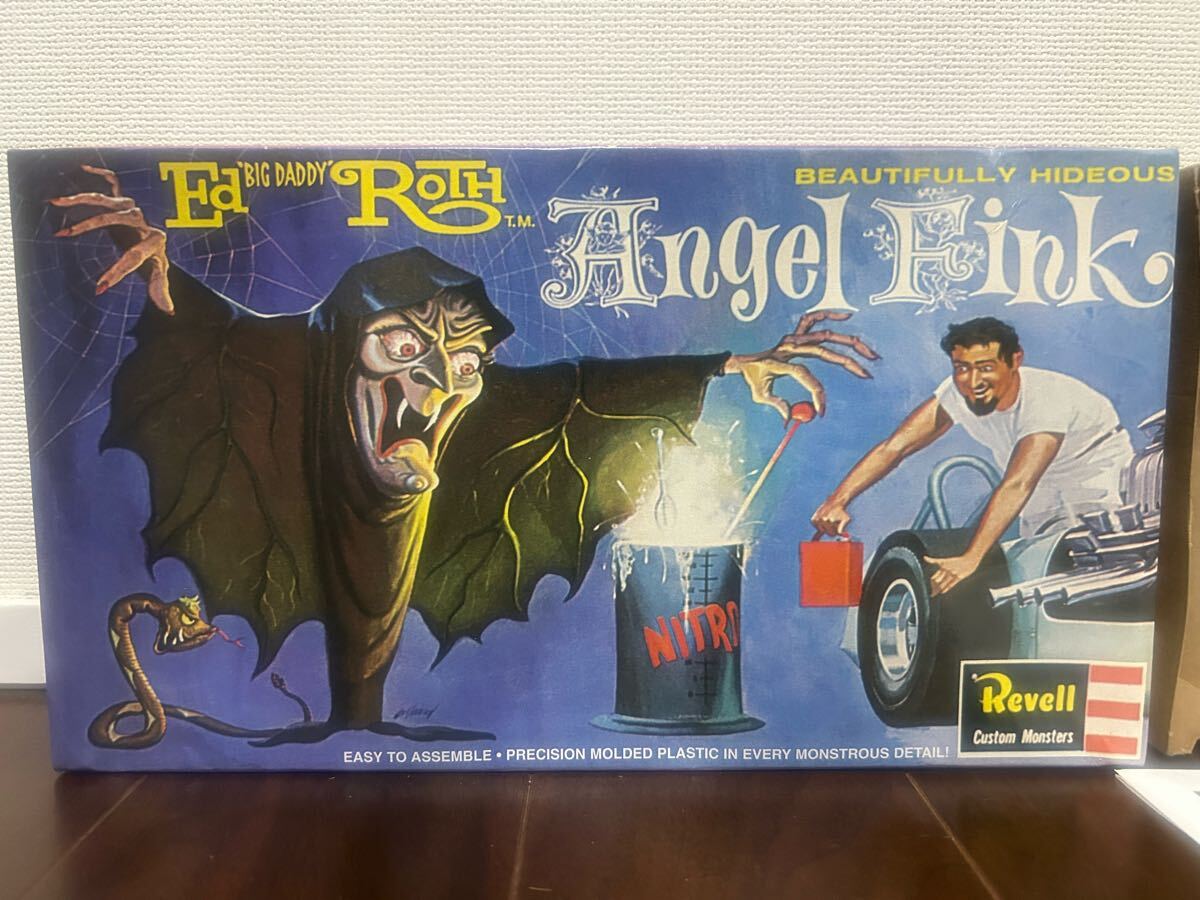 Ed "BIG DADDY" ROTH T.M.
BEAUTIFULLY HIDEOUS
Angel Fink
NITRO
Revell
Custom Monsters
EASY TO ASSEMBLE • PRECISION MOLDED PLASTIC IN EVERY MONSTROUS DETAIL!